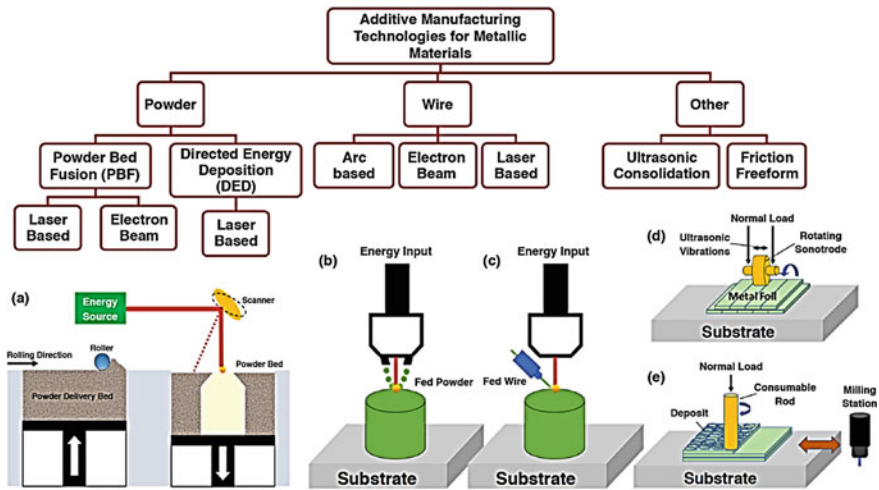 Additive Manufacturing
Technologies for Metallic
Materials
Powder
Wire
Other
Powder Bed
Fusion (PBF)
Directed Energy
Deposition
(DED)
Arc
based
Electron
Beam
Laser
Based
Ultrasonic
Consolidation
Friction
Freeform
Laser
Based
Electron
Beam
Laser
Based
(a)
Energy
Source
Scanner
Rolling Direction
Roller
Powder Bed
Powder Delivery Bed
(b)
Energy Input
Fed Powder
Substrate
(c)
Energy Input
Fed Wire
Substrate
(d)
Normal Load
Ultrasonic
Vibrations
Rotating
Sonotrode
Metal Foil
Substrate
(e)
Normal Load
Consumable
Rod
Deposit
Milling
Station
Substrate